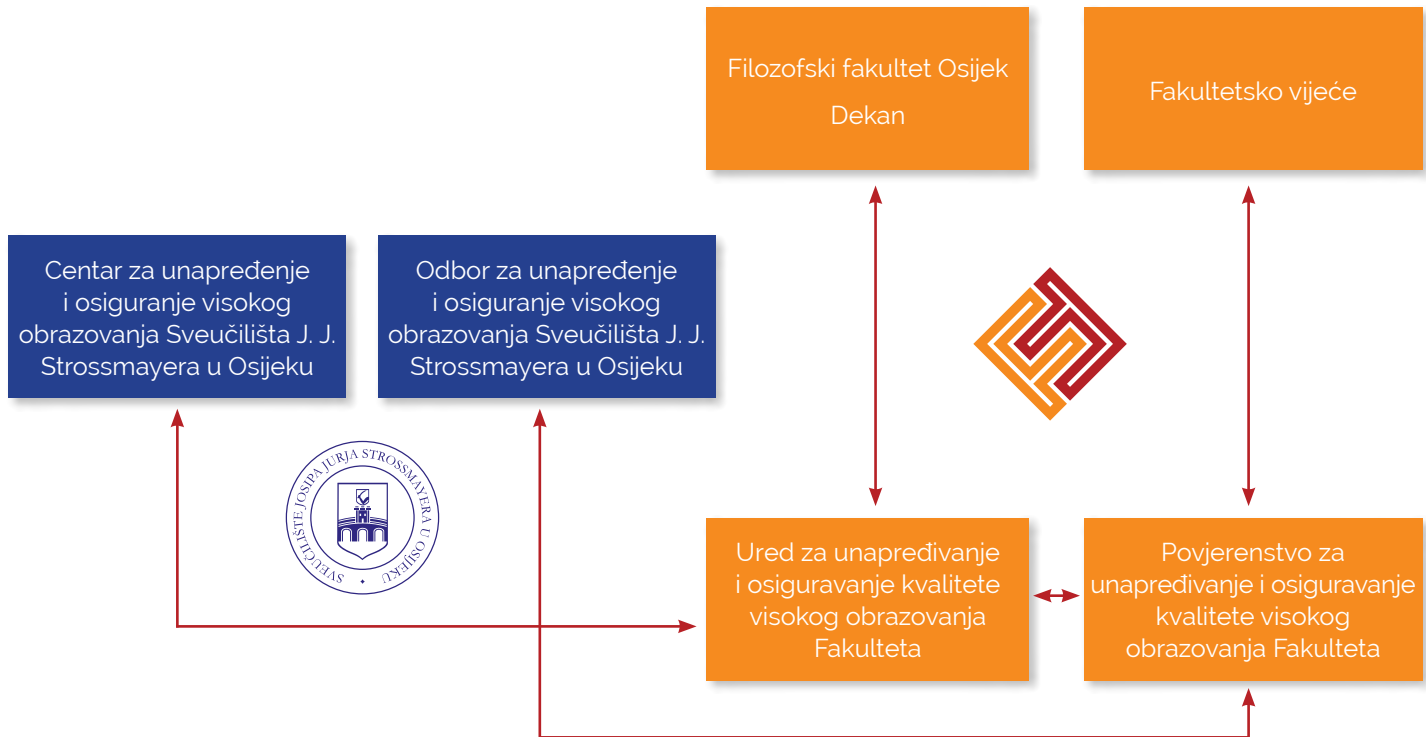 Filozofski fakultet Osijek
Dekan
Fakultetsko vijeće
Centar za unapređenje
i osiguranje visokog
obrazovanja Sveučilišta J. J.
Strossmayera u Osijeku
Odbor za unapređenje
i osiguranje visokog
obrazovanja Sveučilišta J. J.
Strossmayera u Osijeku
SVEUČILIŠTE JOSIPA JURJA STROSSMAYERA U OSIJEKU
Ured za unapređivanje
i osiguravanje kvalitete
visokog obrazovanja
Fakulteta
Povjerenstvo za
unapređivanje i osiguravanje
kvalitete visokog
obrazovanja Fakulteta